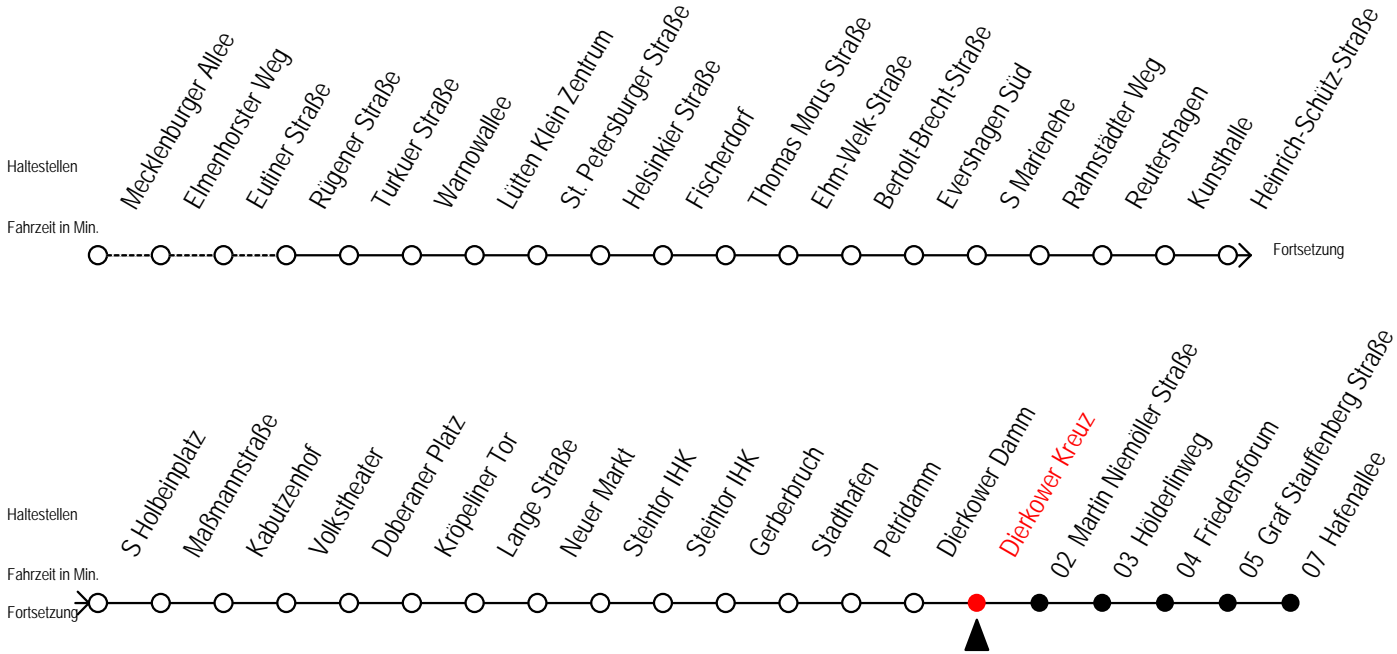 Haltestellen
Mecklenburger Allee
Elmenhorster Weg
Eutiner Straße
Rügener Straße
Turkuer Straße
Warnowallee
Lütten Klein Zentrum
St. Petersburger Straße
Helsinkier Straße
Fischerdorf
Thomas Morus Straße
Ehm-Welk-Straße
Bertolt-Brecht-Straße
Evershagen Süd
S Marienehe
Rahnstädter Weg
Reutershagen
Kunsthalle
Heinrich-Schütz-Straße
Fahrzeit in Min.
Fortsetzung
Haltestellen
S Holbeinplatz
Maßmannstraße
Kabutzenhof
Volkstheater
Doberaner Platz
Kröpeliner Tor
Lange Straße
Neuer Markt
Steintor IHK
Steintor IHK
Gerberbruch
Stadthafen
Petridamm
Dierkower Damm
Dierkower Kreuz
02 Martin Niemöller Straße
03 Hölderlinweg
04 Friedensforum
05 Graf Stauffenberg Straße
07 Hafenallee
Fahrzeit in Min.
Fortsetzung